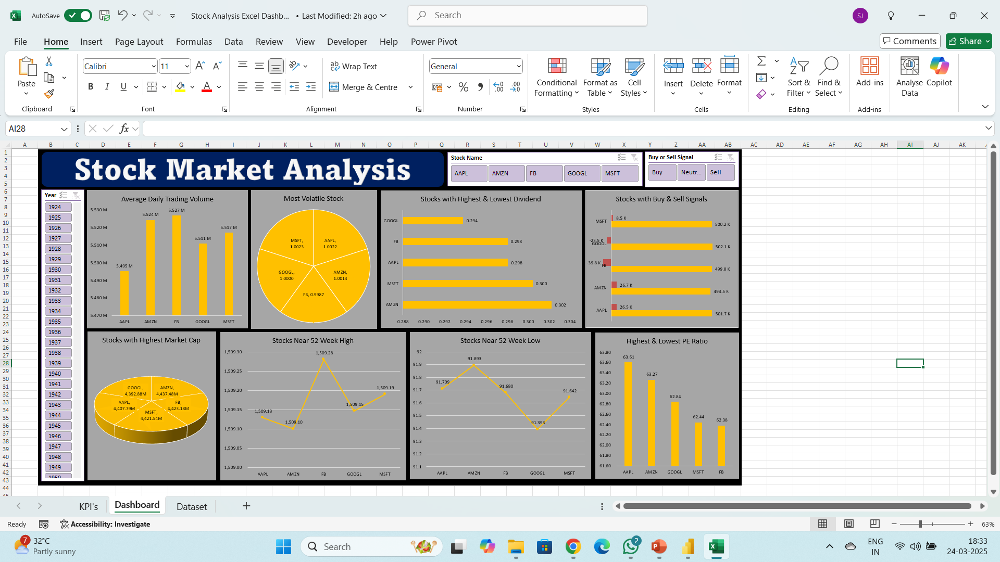 AutoSave
Stock Analysis Excel Dashb... • Last Modified: 2h ago
Search
SJ
File Home Insert Page Layout Formulas Data Review View Developer Help Power Pivot
Comments Share
Paste
Calibri 11
B I U A
ab Wrap Text
Merge & Centre
General
Conditional Formatting
Format as Table
Cell Styles
Insert
Delete
Format
Sort & Filter
Find & Select
Add-ins
Analyse Data
Copilot
Clipboard Font Alignment Number Styles Cells Editing Add-ins
AI28
fx
A B C D E F G H I J K L M N O P Q R S T U V W X Y Z AA AB AC AD AE AF AG AH AI AJ AK
1
2
3
4
5
6
7
8
9
10
11
12
13
14
15
16
17
18
19
20
21
22
23
24
25
26
27
28
29
30
31
32
33
34
35
36
37
38
39
40
41
42
43
44
45
Stock Market Analysis
Stock Name
AAPL AMZN FB GOOGL MSFT
Buy or Sell Signal
Buy Neutr... Sell
Year
1924
1925
1926
1927
1928
1929
1930
1931
1932
1933
1934
1935
1936
1937
1938
1939
1940
1941
1942
1943
1944
1945
1946
1947
1948
1949
1950
Average Daily Trading Volume
5.530 M
5.520 M
5.510 M
5.500 M
5.490 M
5.480 M
5.470 M
5.495 M
5.524 M
5.527 M
5.511 M
5.517 M
AAPL AMZN FB GOOGL MSFT
Most Volatile Stock
MSFT, 1.0023
AAPL, 1.0022
GOOGL, 1.0000
AMZN, 1.0014
FB, 0.9987
Stocks with Highest & Lowest Dividend
GOOGL 0.294
FB 0.298
AAPL 0.298
MSFT 0.300
AMZN 0.302
0.288 0.290 0.292 0.294 0.296 0.298 0.300 0.302 0.304
Stocks with Buy & Sell Signals
MSFT 8.5 K 500.2 K
GOOGL -23.5 K 502.1 K
FB -39.8 K 499.8 K
AMZN 26.7 K 493.5 K
AAPL 26.5 K 501.7 K
Stocks with Highest Market Cap
GOOGL, 4,392.88M
AMZN, 4,437.48M
AAPL, 4,407.79M
FB, 4,423.18M
MSFT, 4,421.54M
Stocks Near 52 Week High
1,509.30
1,509.25
1,509.20
1,509.15
1,509.10
1,509.05
1,509.00
1,509.13
1,509.10
1,509.28
1,509.15
1,509.19
AAPL AMZN FB GOOGL MSFT
Stocks Near 52 Week Low
92
91.9
91.8
91.7
91.6
91.5
91.4
91.3
91.2
91.1
91.709
91.893
91.680
91.393
91.642
AAPL AMZN FB GOOGL MSFT
Highest & Lowest PE Ratio
63.80
63.60
63.40
63.20
63.00
62.80
62.60
62.40
62.20
62.00
61.80
61.60
63.61
63.27
62.84
62.44
62.38
AAPL AMZN GOOGL MSFT FB
KPI's Dashboard Dataset
Ready
Accessibility: Investigate
63%
7
32°C
Partly sunny
Search
2
ENG
IN
18:33
24-03-2025